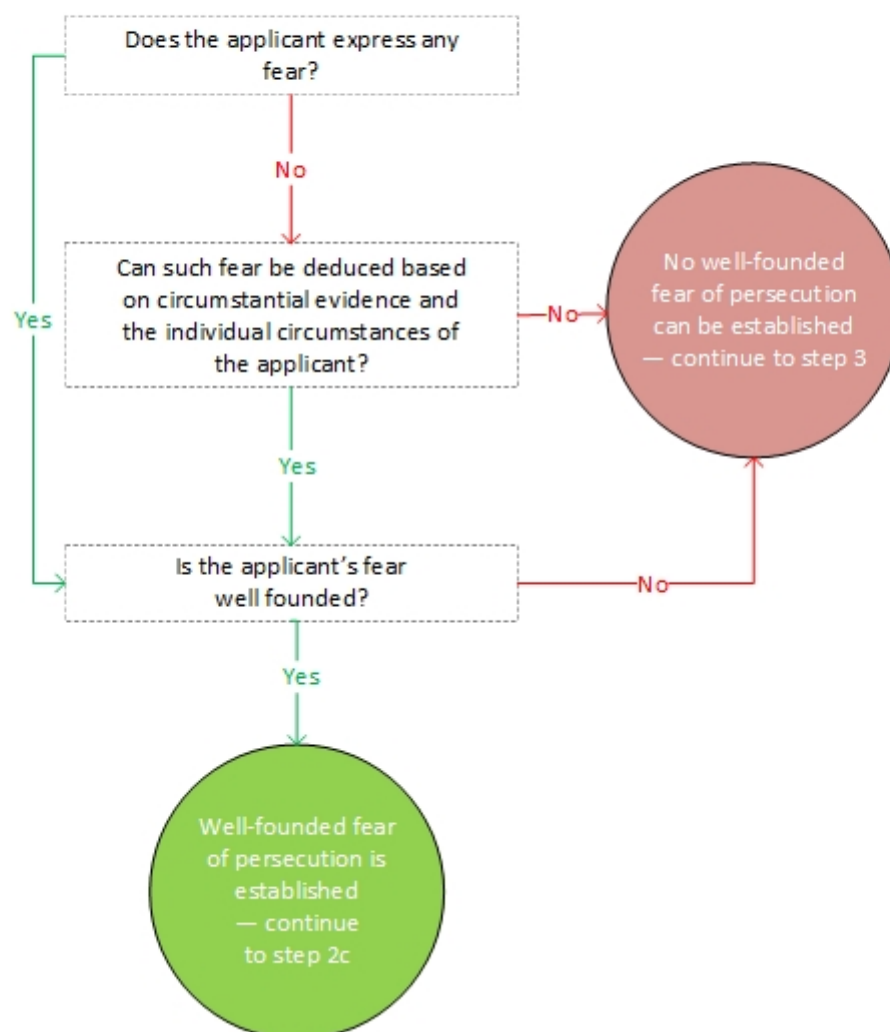 Does the applicant express any
fear?
No
Can such fear be deduced based
on circumstantial evidence and
the individual circumstances of
the applicant?
No
No well-founded
fear of persecution
can be established
— continue to step 3
Yes
Yes
Is the applicant’s fear
well founded?
No
Yes
Well-founded fear
of persecution is
established
— continue
to step 2c